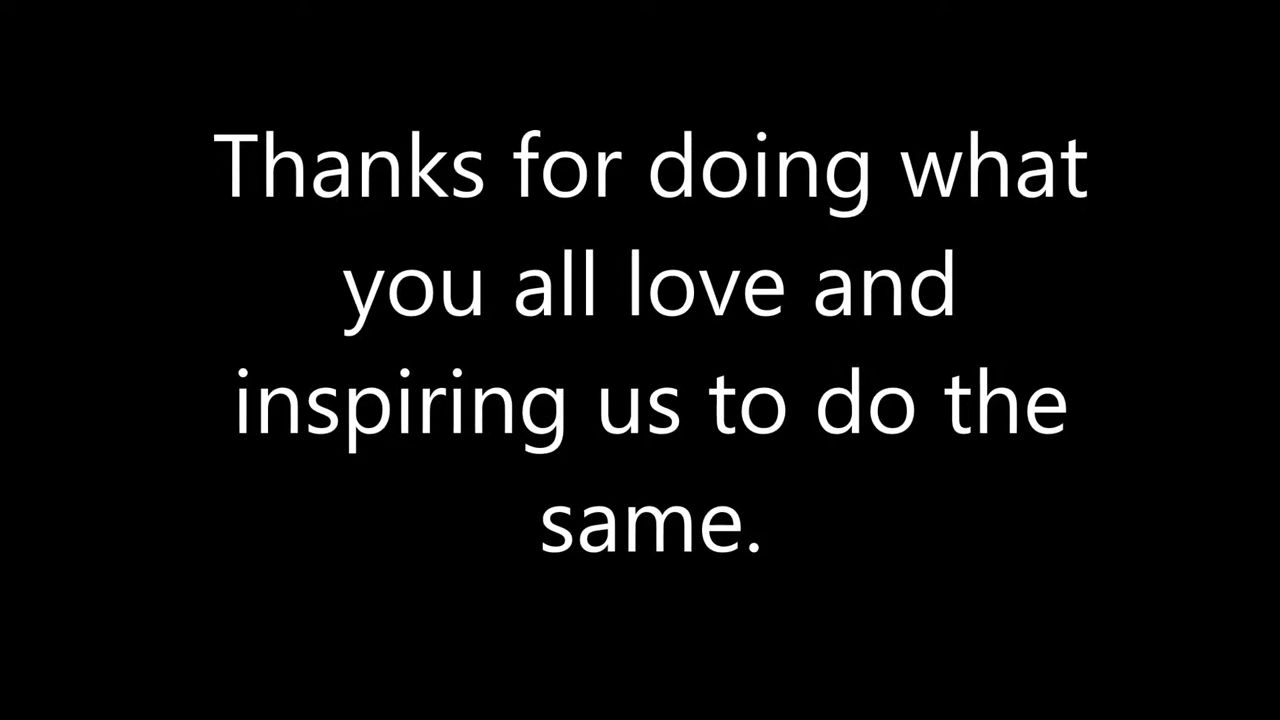 Thanks for doing what
you all love and
inspiring us to do the
same.